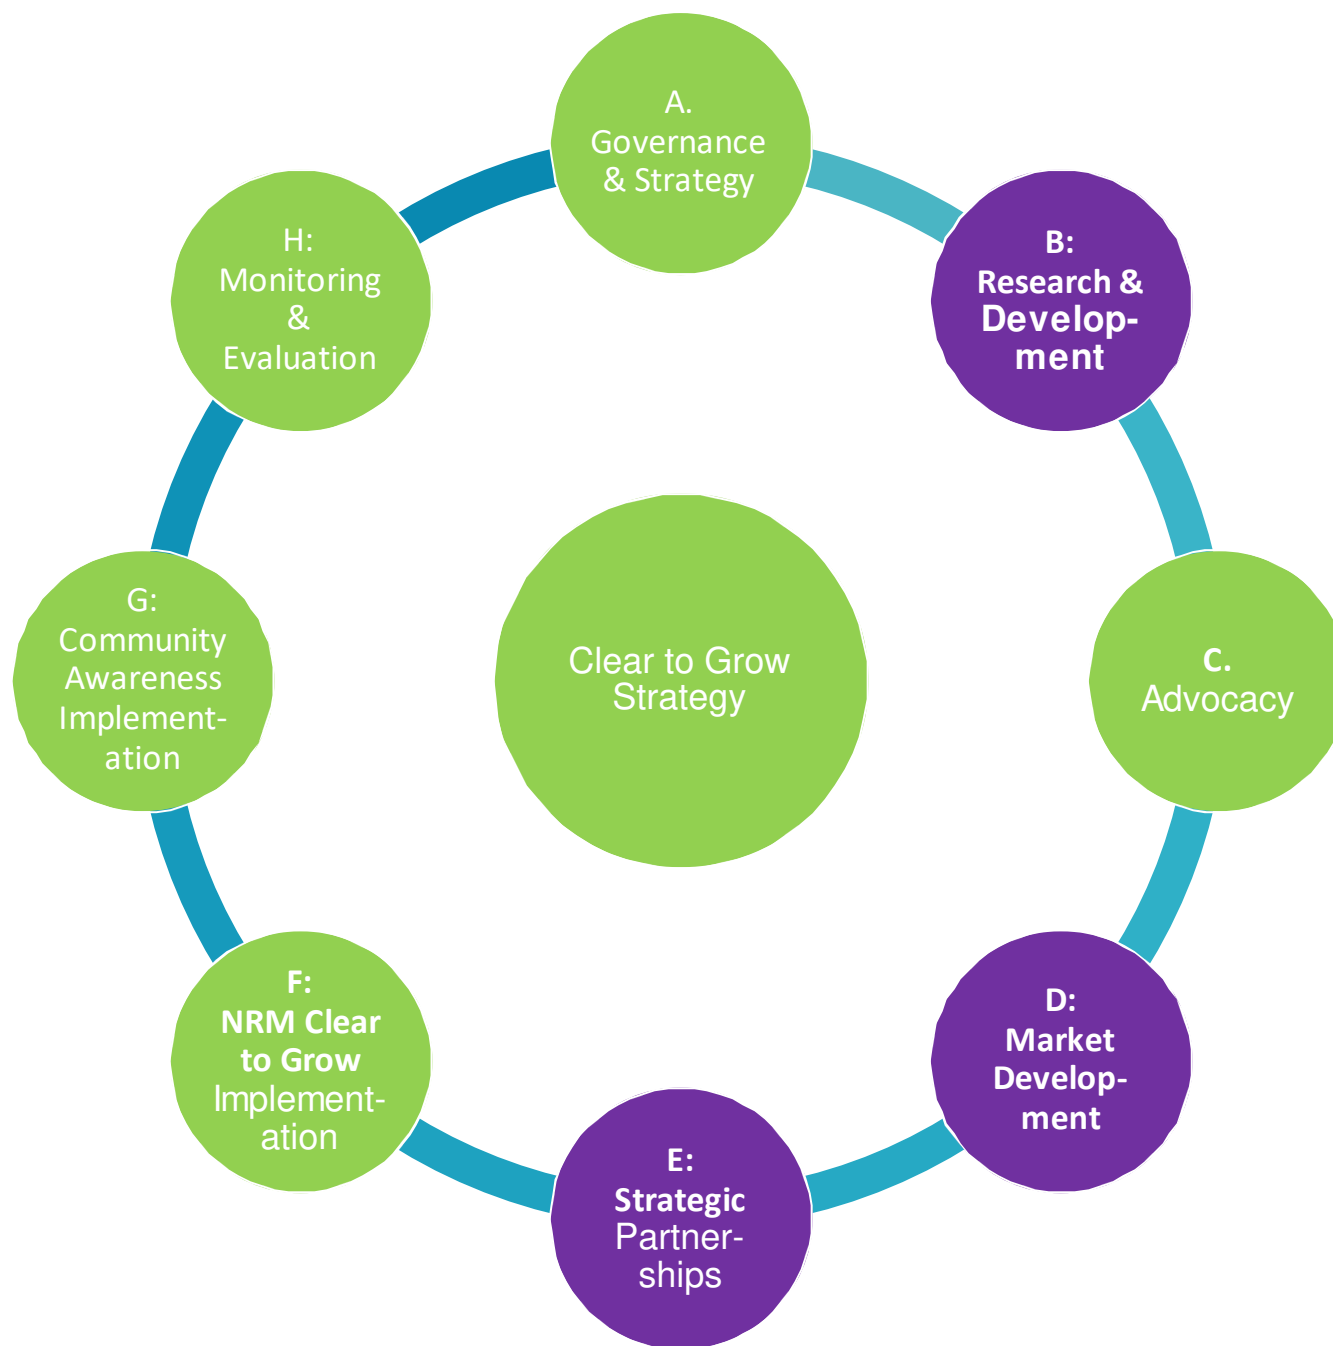 A.
Governance
& Strategy
B:
Research &
Develop-
ment
C.
Advocacy
D:
Market
Develop-
ment
E:
Strategic
Partner-
ships
F:
NRM Clear
to Grow
Implement-
ation
G:
Community
Awareness
Implement-
ation
H:
Monitoring
&
Evaluation
Clear to Grow
Strategy